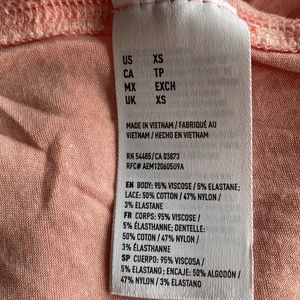 US XS
CA TP
MX EXCH
UK XS
MADE IN VIETNAM / FABRIQUÉ AU
VIETNAM / HECHO EN VIETNAM
RN 54485/CA 03873
RFC# AEM120605U9A
EN BODY: 95% VISCOSE / 5% ELASTANE;
LACE: 50% COTTON / 47% NYLON /
3% ELASTANE
FR CORPS: 95% VISCOSE /
5% ÉLASTHANNE; DENTELLE:
50% COTON / 47% NYLON /
3% ÉLASTHANNE
SP CUERPO: 95% VISCOSA /
5% ELASTANO ; ENCAJE: 50% ALGODÓN
/ 47% NYLON / 3% ELASTANO